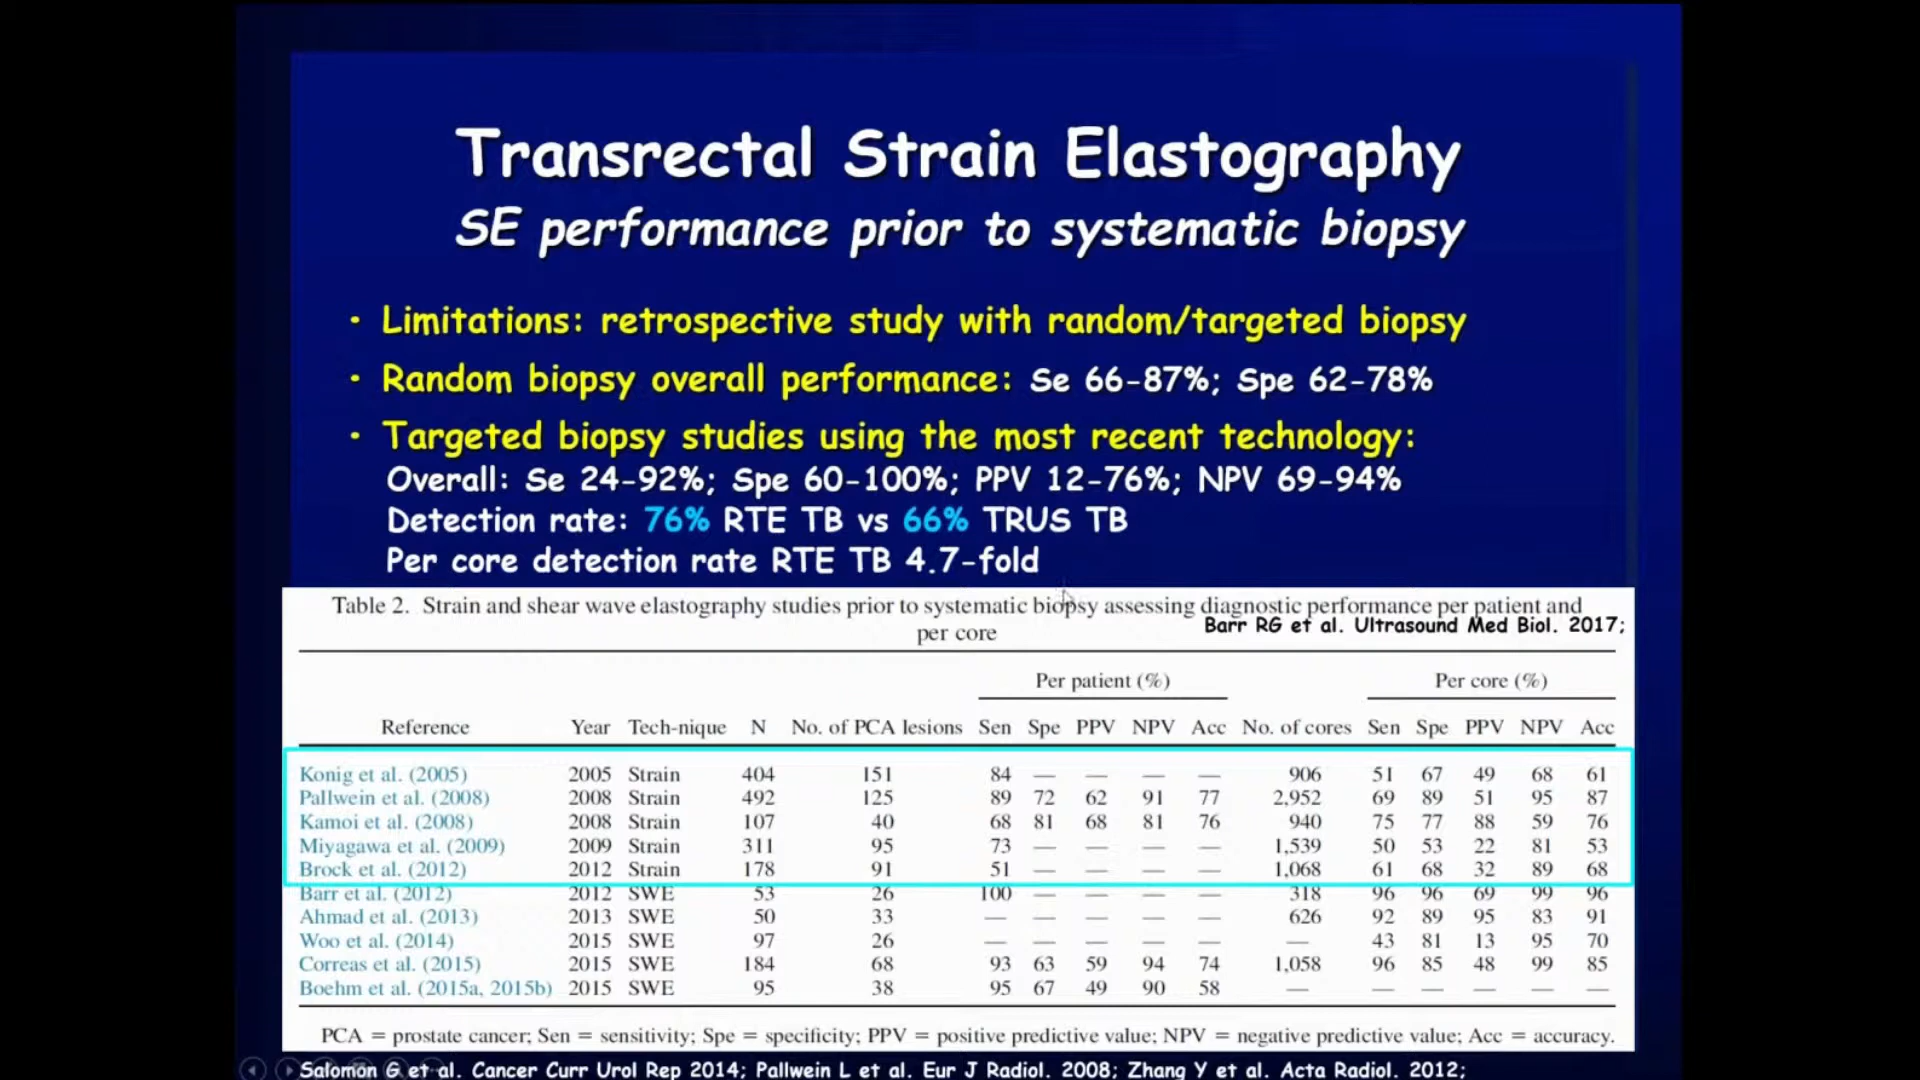 Transrectal Strain Elastography
SE performance prior to systematic biopsy
• Limitations: retrospective study with random/targeted biopsy
• Random biopsy overall performance: Se 66-87%; Spe 62-78%
• Targeted biopsy studies using the most recent technology:
Overall: Se 24-92%; Spe 60-100%; PPV 12-76%; NPV 69-94%
Detection rate: 76% RTE TB vs 66% TRUS TB
Per core detection rate RTE TB 4.7-fold
Table 2. Strain and shear wave elastography studies prior to systematic biopsy assessing diagnostic performance per patient and
per core
Barr RG et al. Ultrasound Med Biol. 2017;
Per patient (%) Per core (%)
Reference Year Tech-nique N No. of PCA lesions Sen Spe PPV NPV Acc No. of cores Sen Spe PPV NPV Acc
Konig et al. (2005) 2005 Strain 404 151 84 — — — — 906 51 67 49 68 61
Pallwein et al. (2008) 2008 Strain 492 125 89 72 62 91 77 2,952 69 89 51 95 87
Kamoi et al. (2008) 2008 Strain 107 40 68 81 68 81 76 940 75 77 88 59 76
Miyagawa et al. (2009) 2009 Strain 311 95 73 — — — — 1,539 50 53 22 81 53
Brock et al. (2012) 2012 Strain 178 91 51 — — — — 1,068 61 68 32 89 68
Barr et al. (2012) 2012 SWE 53 26 100 — — — — 318 96 96 69 99 96
Ahmad et al. (2013) 2013 SWE 50 33 — — — — — 626 92 89 95 83 91
Woo et al. (2014) 2015 SWE 97 26 — — — — — — 43 81 13 95 70
Correas et al. (2015) 2015 SWE 184 68 93 63 59 94 74 1,058 96 85 48 99 85
Boehm et al. (2015a, 2015b) 2015 SWE 95 38 95 67 49 90 58 — — — — — —
PCA = prostate cancer; Sen = sensitivity; Spe = specificity; PPV = positive predictive value; NPV = negative predictive value; Acc = accuracy.
Salomon G et al. Cancer Curr Urol Rep 2014; Pallwein L et al. Eur J Radiol. 2008; Zhang Y et al. Acta Radiol. 2012;